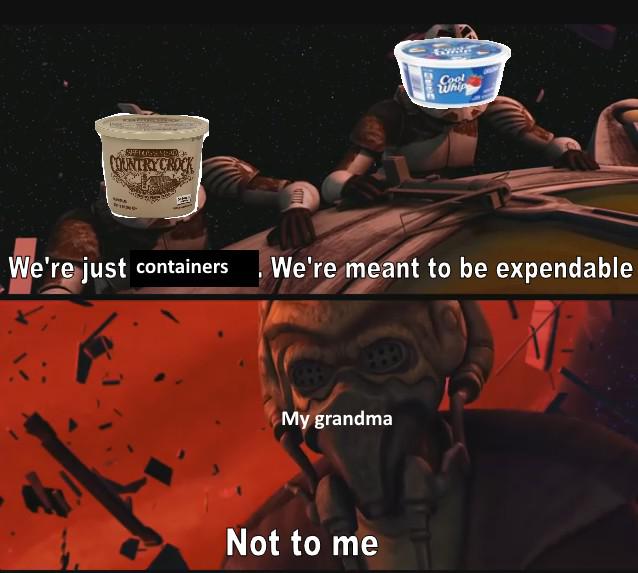 Cool
Whip
COUNTRY CROCK
We're just containers. We're meant to be expendable
My grandma
Not to me